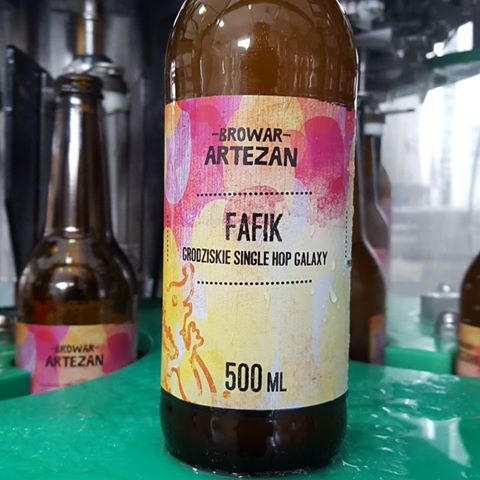 -BROWAR-
ARTEZAN
FAFIK
GRODZISKIE SINGLE HOP GALAXY
500 ML
-BROWAR-
ARTEZAN